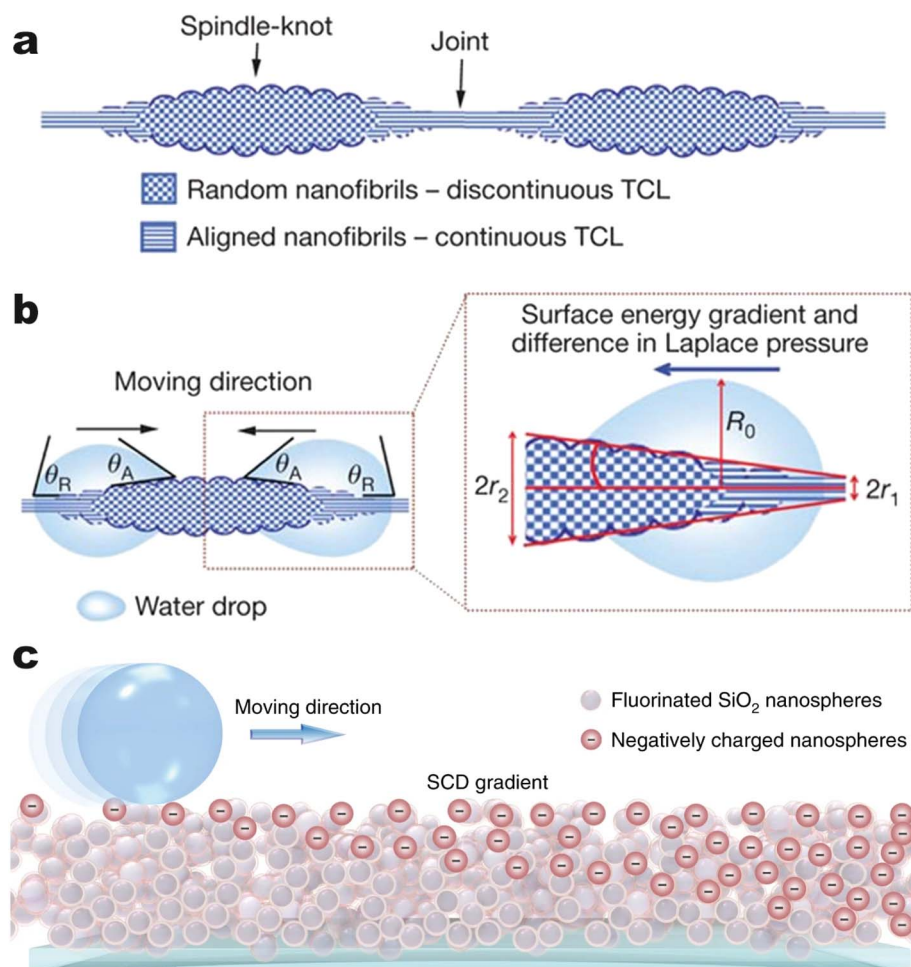 a
Spindle-knot
Joint
Random nanofibrils – discontinuous TCL
Aligned nanofibrils – continuous TCL
b
Moving direction
θR
θA
θA
θR
Water drop
Surface energy gradient and
difference in Laplace pressure
R0
2r2
2r1
c
Moving direction
Fluorinated SiO2 nanospheres
Negatively charged nanospheres
SCD gradient